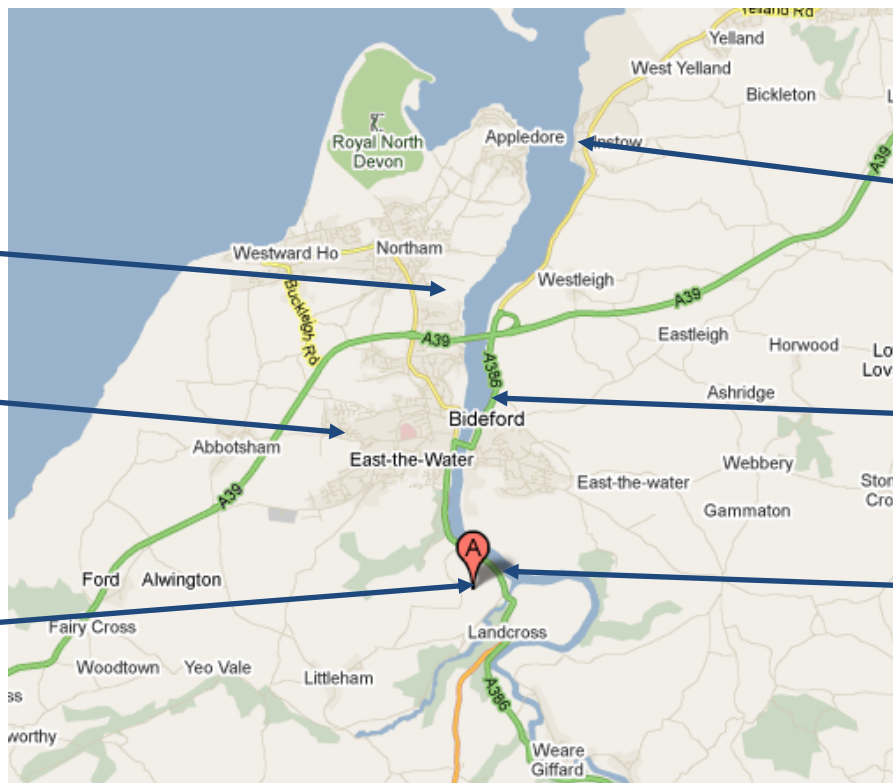 Yelland Rd
Yelland
West Yelland
Bickleton
Appledore
Instow
Royal North
Devon
A39
Westward Ho
Northam
Buckleigh Rd
Westleigh
A39
A39
Eastleigh
Horwood
A386
Ashridge
Bideford
Abbotsham
East-the-Water
Webbery
East-the-water
A39
Gammaton
A
Ford
Alwington
Fairy Cross
Landcross
Woodtown
Yeo Vale
Littleham
A386
Weare
Giffard